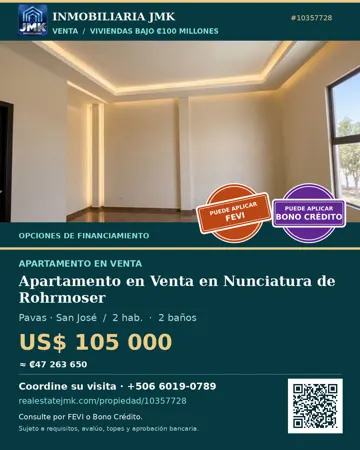 JMK
INMOBILIARIA JMK
#10357728
VENTA / VIVIENDAS BAJO ₡100 MILLONES
PUEDE APLICAR
FEVI
PUEDE APLICAR
BONO CRÉDITO
OPCIONES DE FINANCIAMIENTO
APARTAMENTO EN VENTA
Apartamento en Venta en Nunciatura de
Rohrmoser
Pavas · San José / 2 hab. · 2 baños
US$ 105 000
≈ ₡47 263 650
Coordine su visita · +506 6019-0789
realestatejmk.com/propiedad/10357728
Consulte por FEVI o Bono Crédito.
Sujeto a requisitos, avalúo, topes y aprobación bancaria.